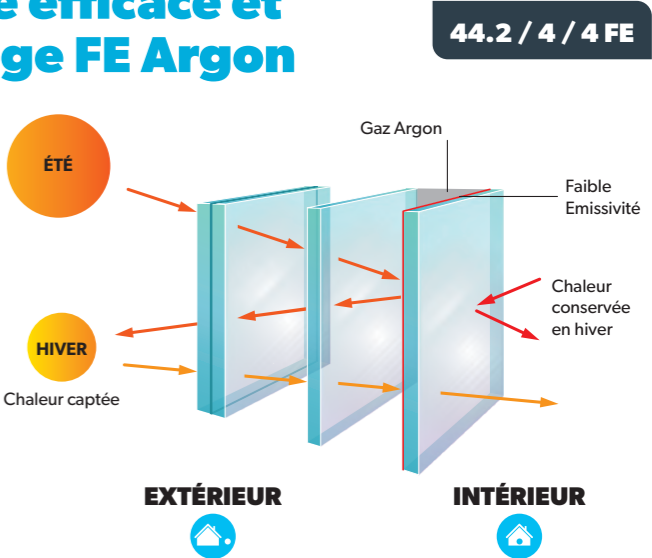 efficace et
ge FE Argon
44.2 / 4 / 4 FE
Gaz Argon
ÉTÉ
Faible
Emissivité
Chaleur
conservée
en hiver
HIVER
Chaleur captée
EXTÉRIEUR
INTÉRIEUR